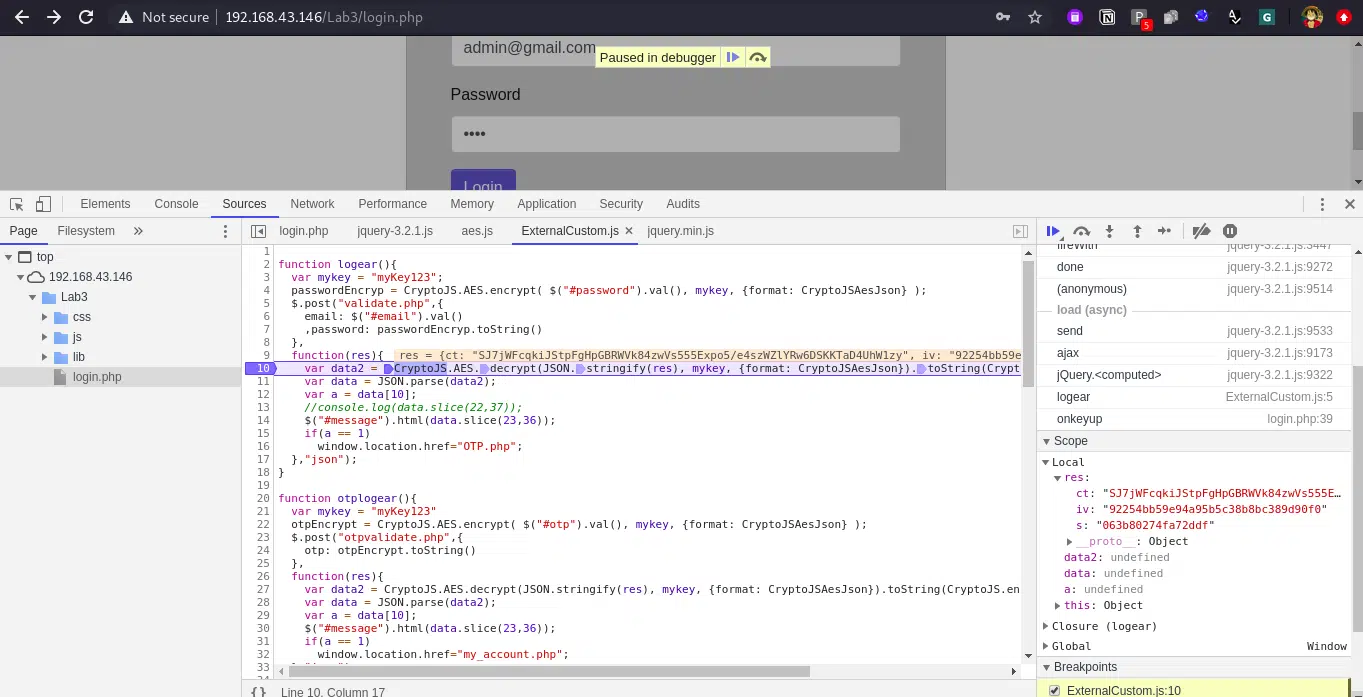 Not secure | 192.168.43.146/Lab3/login.php
5
admin@gmail.com
Paused in debugger
Password
••••
Login
Elements Console Sources Network Performance Memory Application Security Audits
Page Filesystem »
login.php jquery-3.2.1.js aes.js ExternalCustom.js × jquery.min.js
top
192.168.43.146
Lab3
css
js
lib
login.php
1
2 function logear(){
3 var mykey = "myKey123";
4 passwordEncryp = CryptoJS.AES.encrypt( $("#password").val(), mykey, {format: CryptoJSAesJson} );
5 $.post("validate.php",{
6 email: $("#email").val()
7 ,password: passwordEncryp.toString()
8 },
9 function(res){ res = {ct: "SJ7jWFcqkiJStpFgHpGBRWVk84zwVs555Expo5/e4szWZlYRw6DSKKTaD4UhW1zy", iv: "92254bb59e
10 var data2 = CryptoJS.AES.decrypt(JSON.stringify(res), mykey, {format: CryptoJSAesJson}).toString(Crypt
11 var data = JSON.parse(data2);
12 var a = data[10];
13 //console.log(data.slice(22,37));
14 $("#message").html(data.slice(23,36));
15 if(a == 1)
16 window.location.href="OTP.php";
17 },"json");
18 }
19
20 function otplogear(){
21 var mykey = "myKey123"
22 otpEncrypt = CryptoJS.AES.encrypt( $("#otp").val(), mykey, {format: CryptoJSAesJson} );
23 $.post("otpvalidate.php",{
24 otp: otpEncrypt.toString()
25 },
26 function(res){
27 var data2 = CryptoJS.AES.decrypt(JSON.stringify(res), mykey, {format: CryptoJSAesJson}).toString(CryptoJS.en
28 var data = JSON.parse(data2);
29 var a = data[10];
30 $("#message").html(data.slice(23,36));
31 if(a == 1)
32 window.location.href="my_account.php";
33
{} Line 10, Column 17
fireWith jquery-3.2.1.js:3447
done jquery-3.2.1.js:9272
(anonymous) jquery-3.2.1.js:9514
load (async)
send jquery-3.2.1.js:9533
ajax jquery-3.2.1.js:9173
jQuery.<computed> jquery-3.2.1.js:9322
logear ExternalCustom.js:5
onkeyup login.php:39
Scope
Local
res:
ct: "SJ7jWFcqkiJStpFgHpGBRWVk84zwVs555E…
iv: "92254bb59e94a95b5c38b8bc389d90f0"
s: "063b80274fa72ddf"
__proto__: Object
data2: undefined
data: undefined
a: undefined
this: Object
Closure (logear)
Global Window
Breakpoints
ExternalCustom.js:10